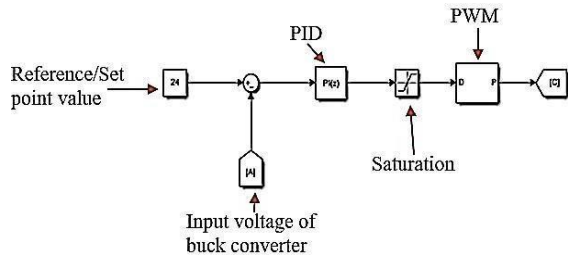 PWM
PID
Reference/Set
point value
24
+
-
PI(z)
D
P
[C]
Saturation
[A]
Input voltage of
buck converter